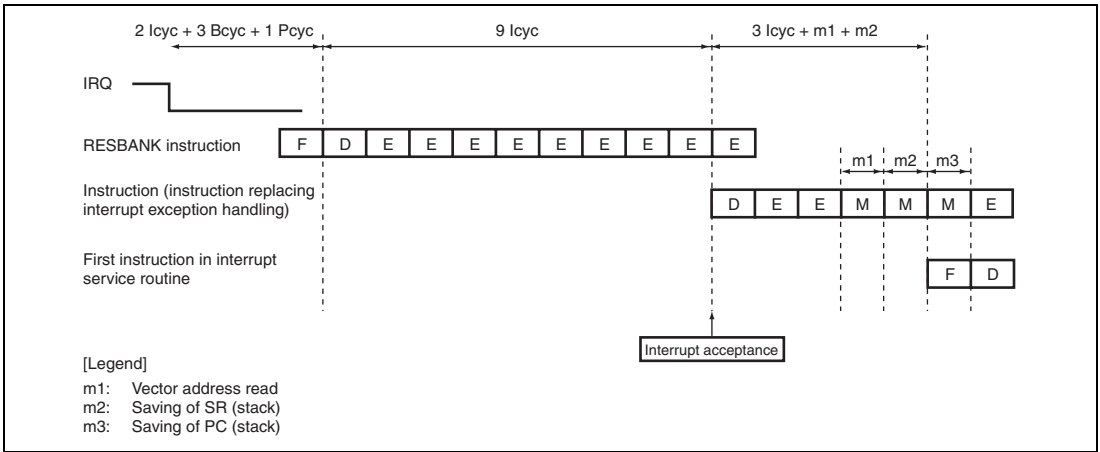 2 Icyc + 3 Bcyc + 1 Pcyc 9 Icyc 3 Icyc + m1 + m2
IRQ
RESBANK instruction F D E E E E E E E E E
m1 m2 m3
Instruction (instruction replacing
interrupt exception handling) D E E M M M E
First instruction in interrupt
service routine F D
Interrupt acceptance
[Legend]
m1: Vector address read
m2: Saving of SR (stack)
m3: Saving of PC (stack)